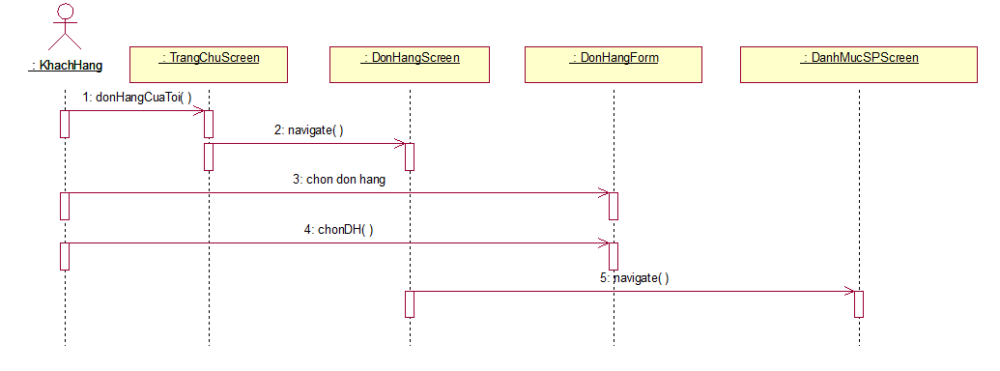 : KhachHang
: TrangChuScreen
: DonHangScreen
: DonHangForm
: DanhMucSPScreen
1: donHangCuaToi( )
2: navigate( )
3: chon don hang
4: chonDH( )
5: navigate( )